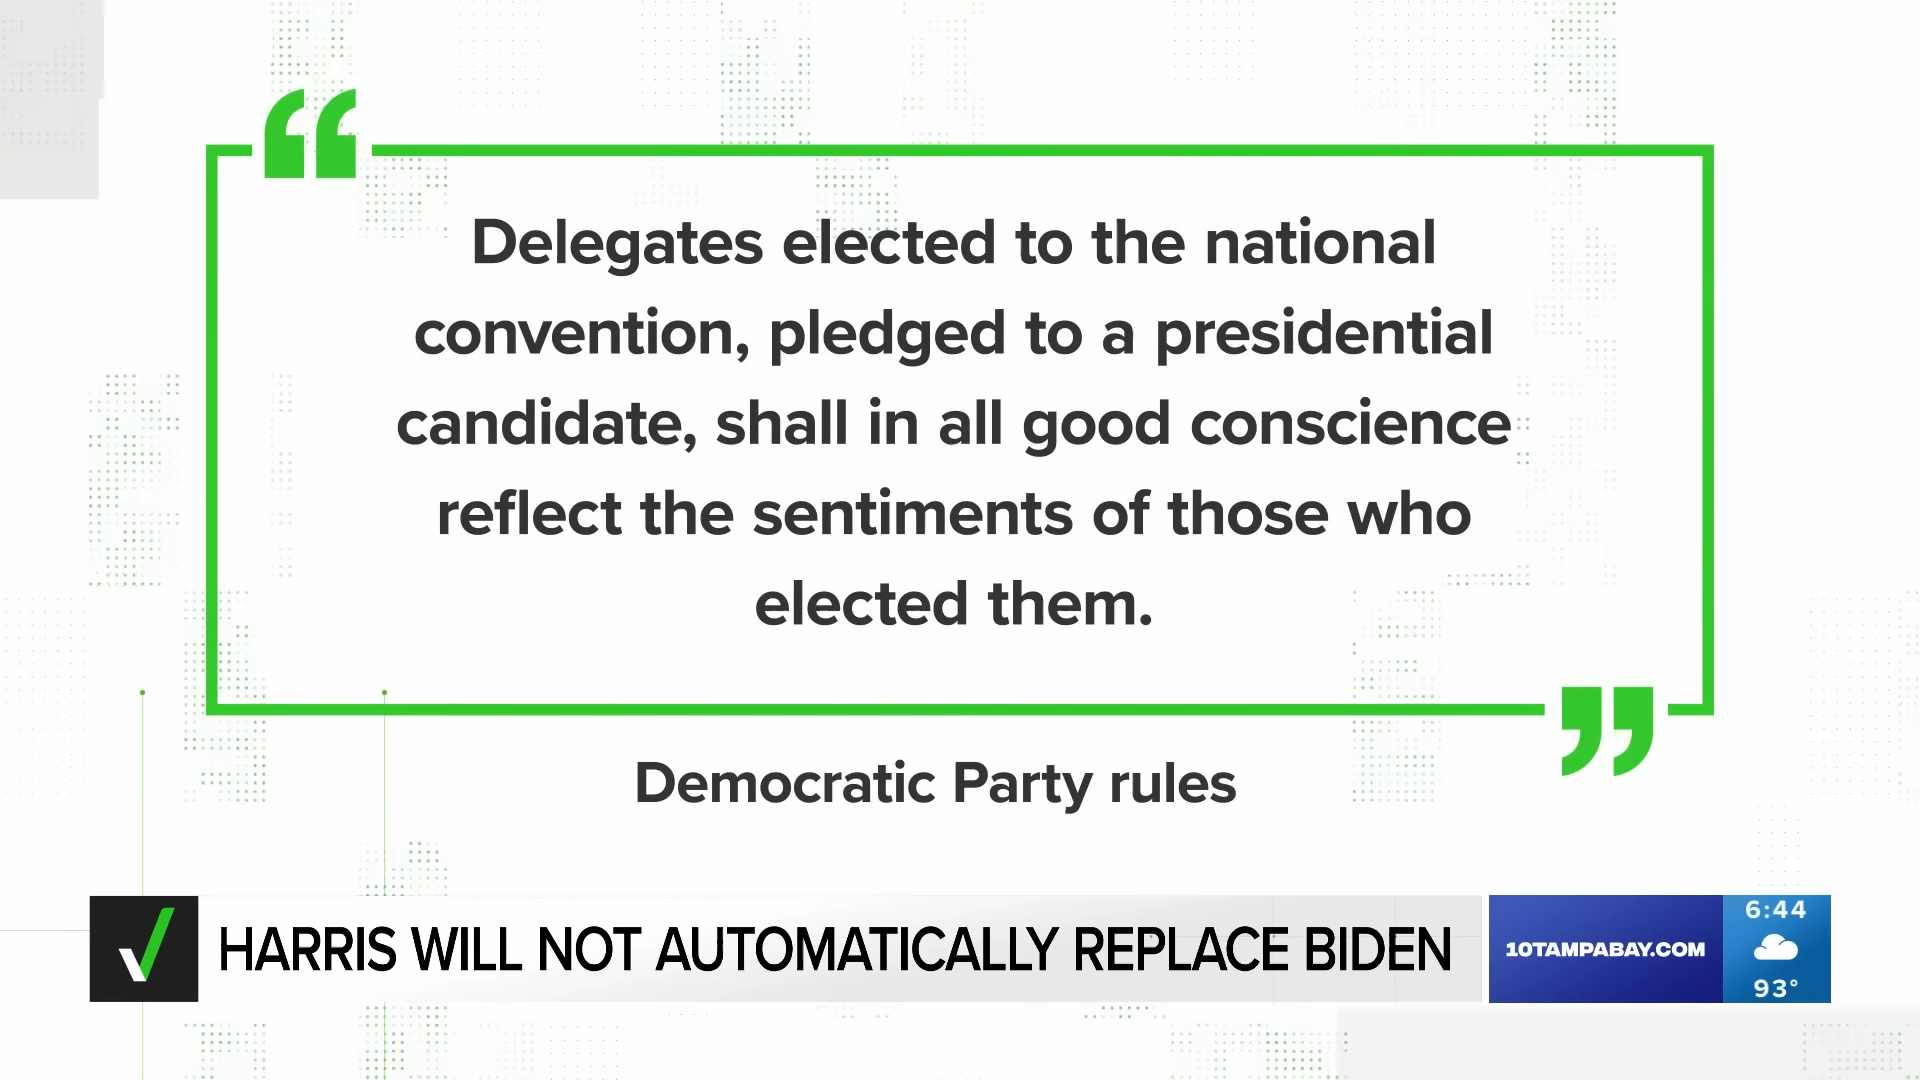 “
Delegates elected to the national
convention, pledged to a presidential
candidate, shall in all good conscience
reflect the sentiments of those who
elected them.
”
Democratic Party rules
HARRIS WILL NOT AUTOMATICALLY REPLACE BIDEN
10TAMPABAY.COM
6:44
93°